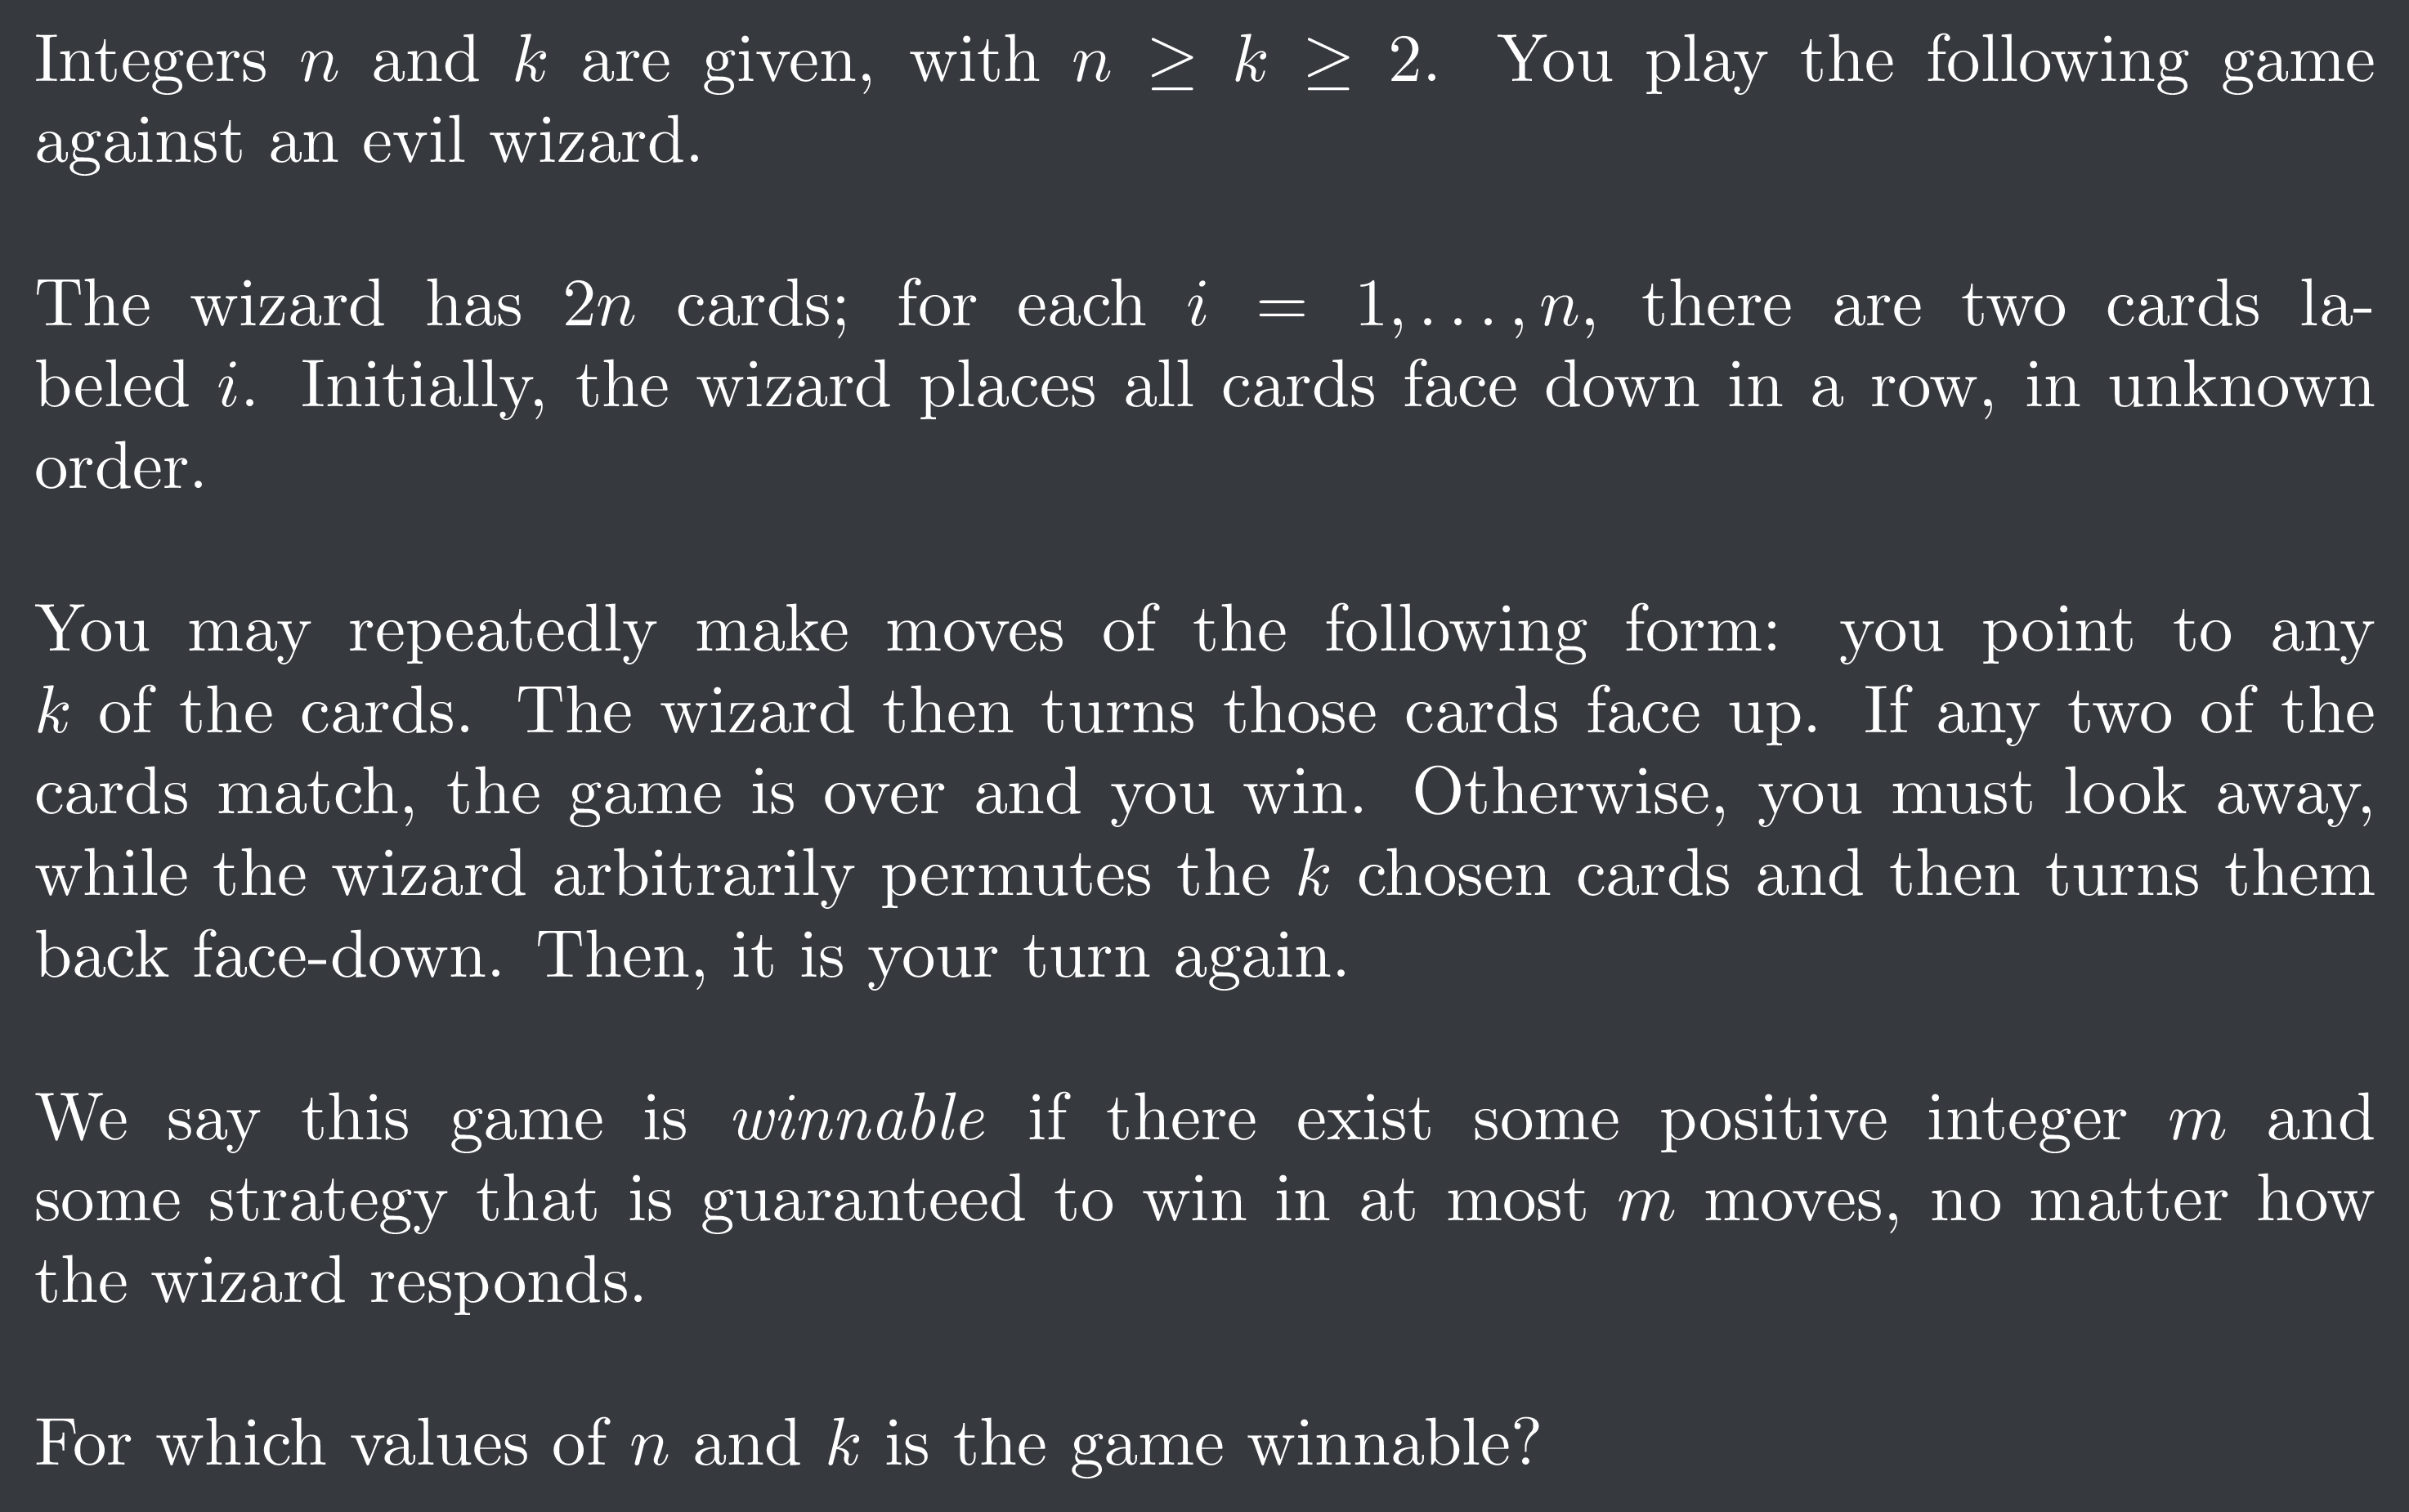 Integers n and k are given, with n ≥ k ≥ 2. You play the following game
against an evil wizard.
The wizard has 2n cards; for each i = 1, . . . , n, there are two cards la-
beled i. Initially, the wizard places all cards face down in a row, in unknown
order.
You may repeatedly make moves of the following form: you point to any
k of the cards. The wizard then turns those cards face up. If any two of the
cards match, the game is over and you win. Otherwise, you must look away,
while the wizard arbitrarily permutes the k chosen cards and then turns them
back face-down. Then, it is your turn again.
We say this game is winnable if there exist some positive integer m and
some strategy that is guaranteed to win in at most m moves, no matter how
the wizard responds.
For which values of n and k is the game winnable?